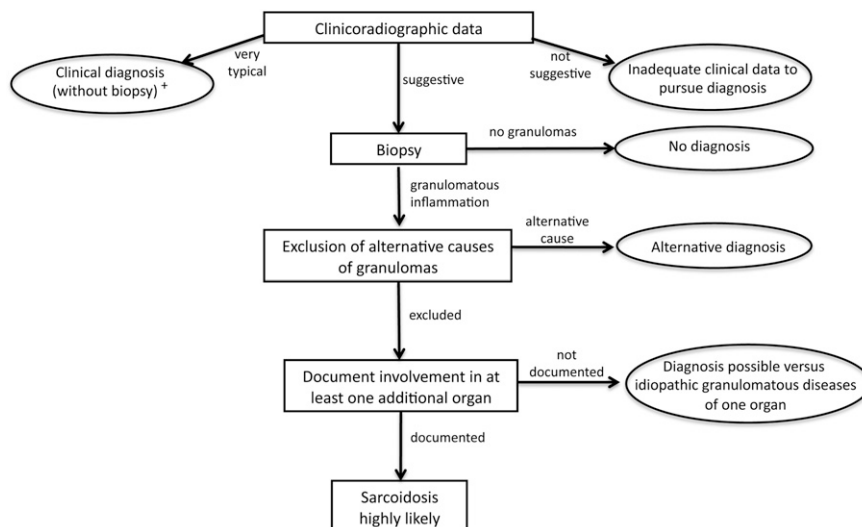 Clinicoradiographic data
very
typical
not
suggestive
Clinical diagnosis
(without biopsy) +
suggestive
Inadequate clinical data to
pursue diagnosis
Biopsy
no granulomas
No diagnosis
granulomatous
inflammation
alternative
cause
Exclusion of alternative causes
of granulomas
Alternative diagnosis
excluded
not
documented
Document involvement in at
least one additional organ
Diagnosis possible versus
idiopathic granulomatous diseases
of one organ
documented
Sarcoidosis
highly likely